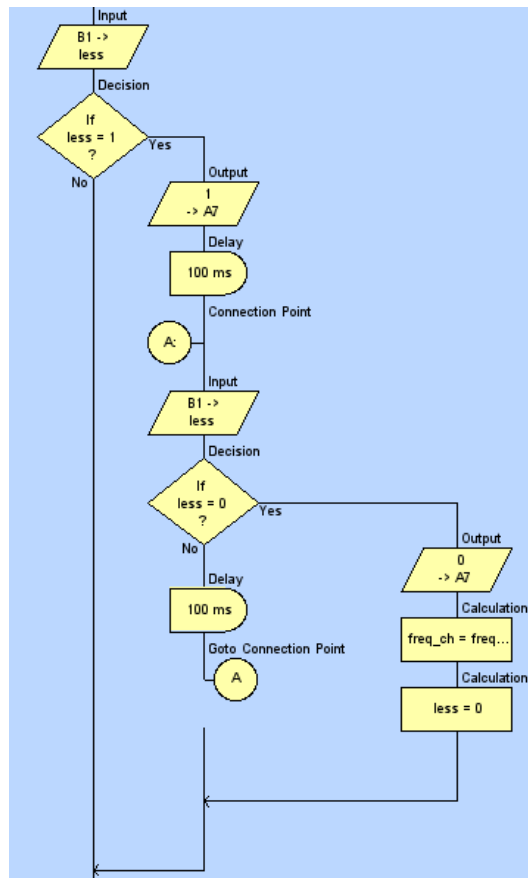 Input
B1 ->
less
Decision
If
less = 1
?
Yes
No
Output
1
-> A7
Delay
100 ms
Connection Point
A:
Input
B1 ->
less
Decision
If
less = 0
?
Yes
No
Output
0
-> A7
Delay
100 ms
Calculation
freq_ch = freq...
Goto Connection Point
A
Calculation
less = 0